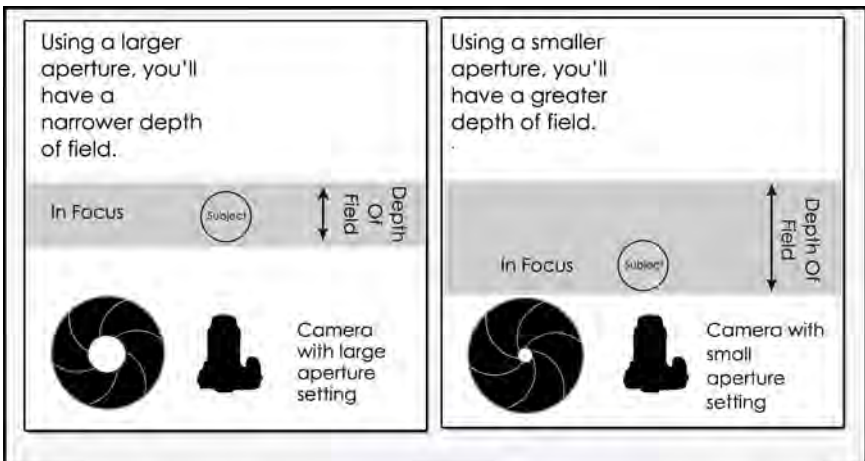 Using a larger
aperture, you'll
have a
narrower depth
of field.
In Focus
Subject
Depth
Of
Field
Camera
with large
aperture
setting
Using a smaller
aperture, you'll
have a greater
depth of field.
In Focus
Subject
Depth Of
Field
Camera with
small
aperture
setting